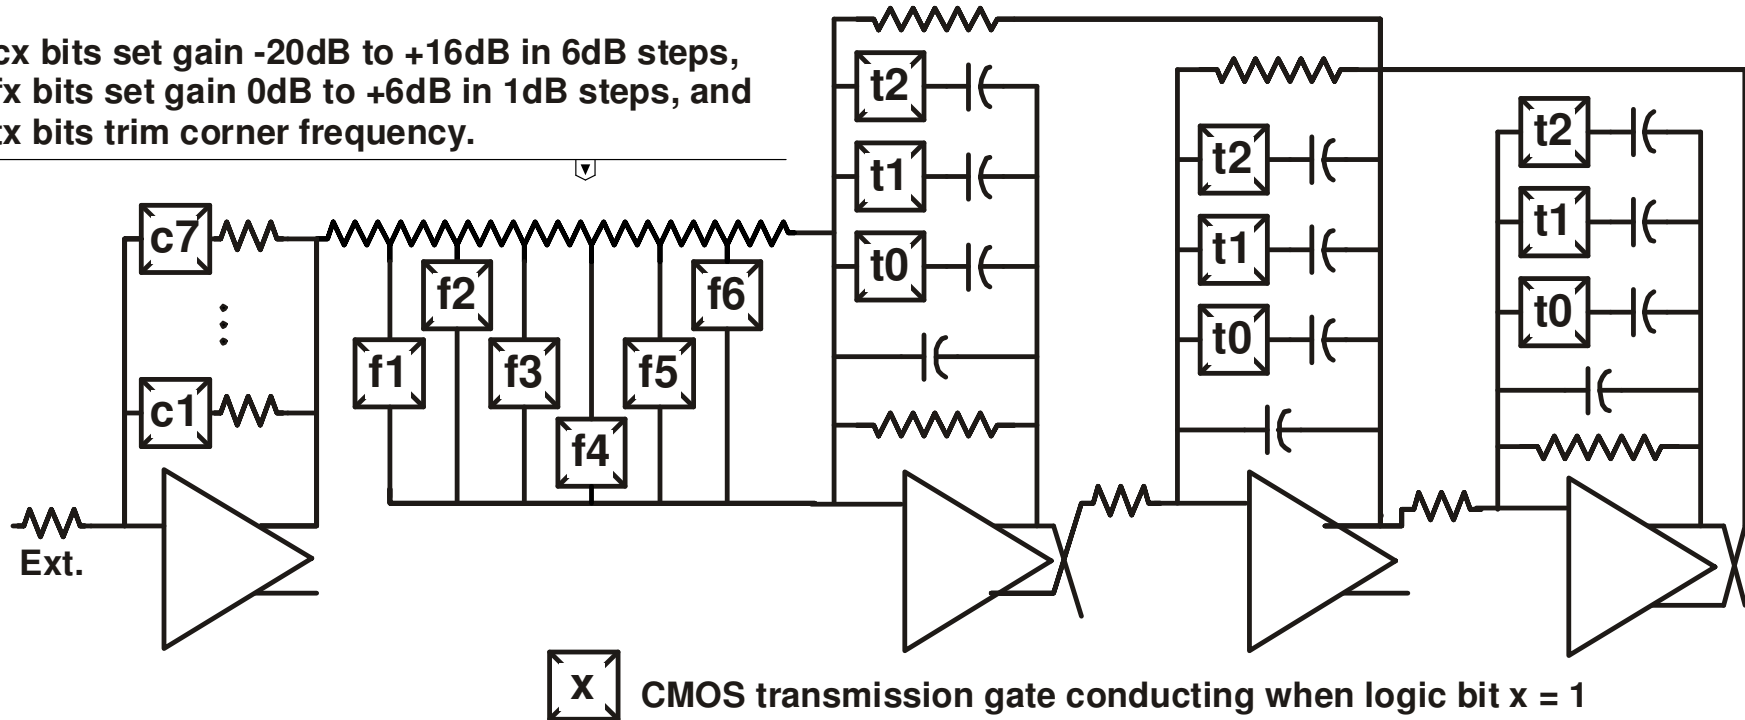 cx bits set gain -20dB to +16dB in 6dB steps,
fx bits set gain 0dB to +6dB in 1dB steps, and
tx bits trim corner frequency.
t2
t1
t0
t2
t1
t0
t2
t1
t0
c7
c1
f1
f2
f3
f4
f5
f6
Ext.
x
CMOS transmission gate conducting when logic bit x = 1